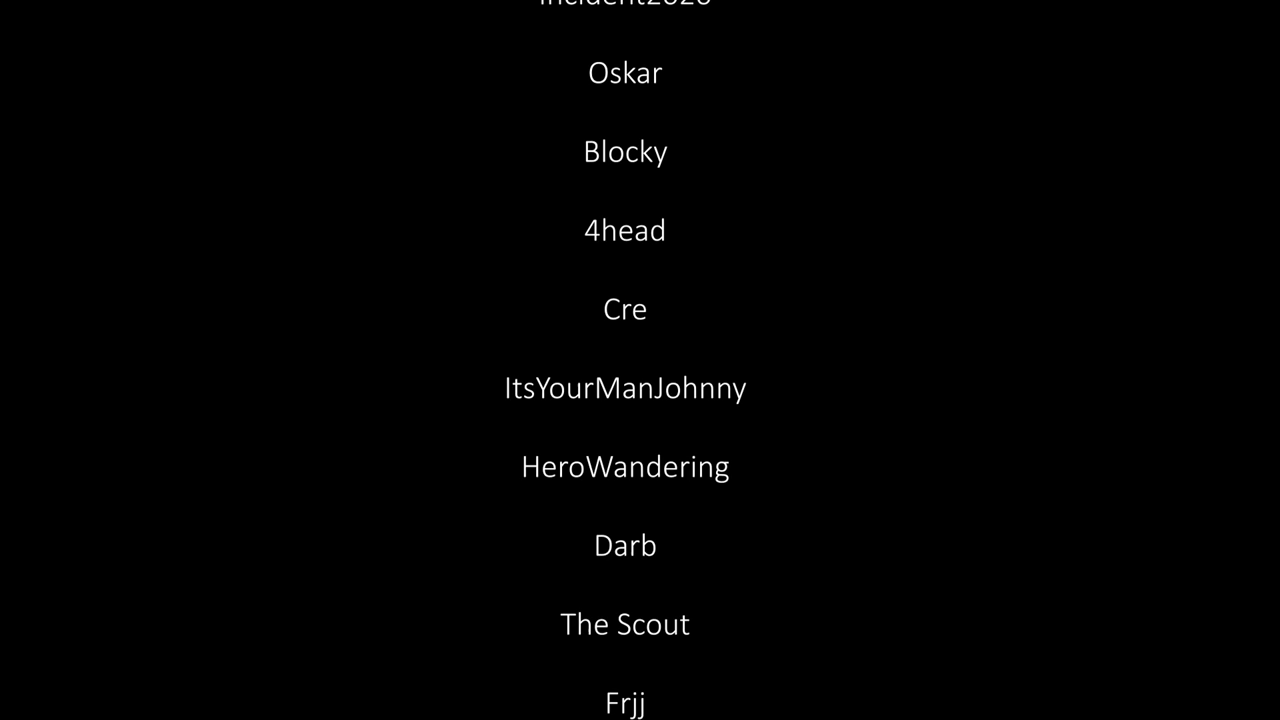 Oskar
Blocky
4head
Cre
ItsYourManJohnny
HeroWandering
Darb
The Scout
Frjj